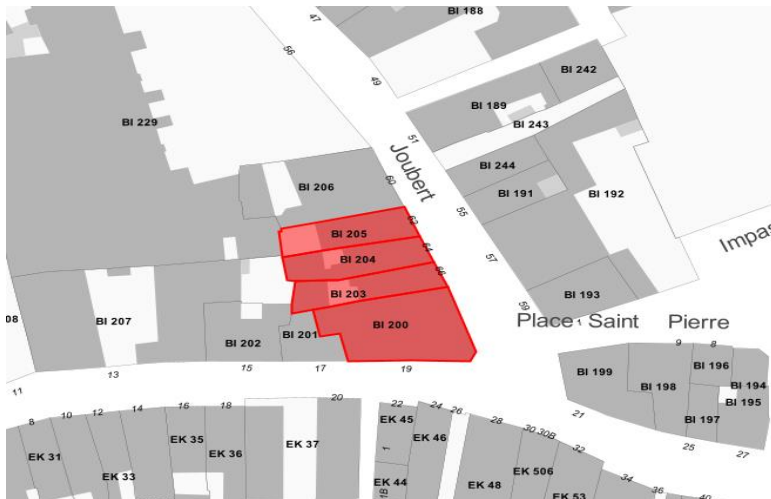 47
BI 188
56
49
BI 242
BI 189
BI 229
BI 243
51
Joubert
BI 244
BI 206
60
BI 191
BI 192
55
62
BI 205
64
57
Impas
BI 204
66
59
BI 203
BI 193
08
BI 207
BI 200
1
Place Saint Pierre
BI 202
BI 201
9
8
BI 196
BI 199
BI 198
BI 194
BI 195
13
15
17
19
11
20
21
BI 197
8
10
12
14
16
18
22
24
26
28
30
30B
32
25
27
EK 45
EK 35
EK 37
EK 46
EK 31
EK 36
1
EK 506
EK 33
34
EK 44
EK 48
36
1B
EK 53
40